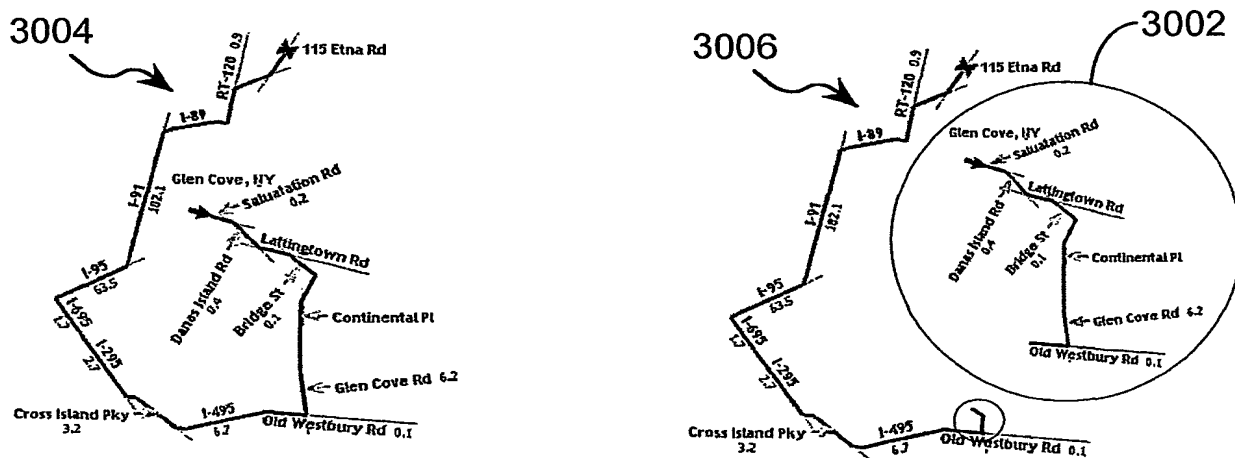 3004
RT-120 0.9
115 Etna Rd
I-89
I-91
102.1
Glen Cove, NY
Saluatation Rd
0.2
Lattingtown Rd
I-95
63.5
Danos Island Rd
0.4
Bridge St
0.1
I-695
1.7
Continental Pl
I-295
2.7
Glen Cove Rd 6.2
Cross Island Pky
3.2
I-495
6.2
Old Westbury Rd 0.1
3006
3002
RT-120 0.9
115 Etna Rd
I-89
Glen Cove, NY
Saluatation Rd
0.2
I-91
102.1
Lattingtown Rd
Danos Island Rd
0.4
Bridge St
0.1
Continental Pl
I-95
63.5
I-695
1.7
Glen Cove Rd 6.2
Old Westbury Rd 0.1
I-295
2.7
Cross Island Pky
3.2
I-495
6.7
Old Westbury Rd 0.1